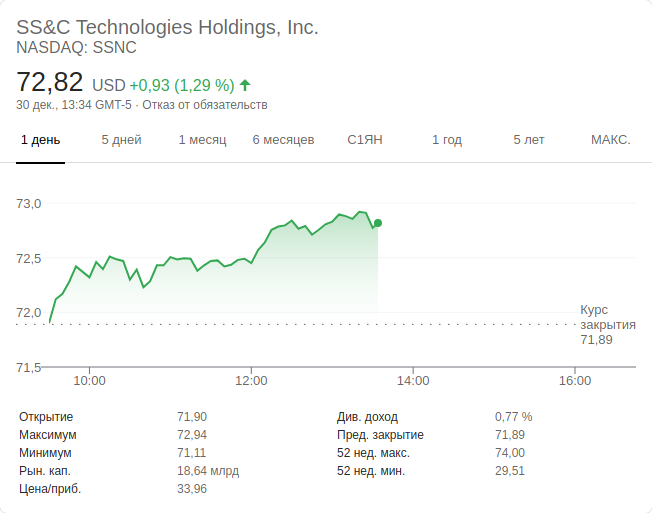 SS&C Technologies Holdings, Inc.
NASDAQ: SSNC
72,82 USD +0,93 (1,29 %)
30 дек., 13:34 GMT-5 · Отказ от обязательств
1 день 5 дней 1 месяц 6 месяцев С1ЯН 1 год 5 лет МАКС.
73,0
72,5
72,0
71,5
Курс
закрытия
71,89
10:00 12:00 14:00 16:00
Открытие 71,90 Див. доход 0,77 %
Максимум 72,94 Пред. закрытие 71,89
Минимум 71,11 52 нед. макс. 74,00
Рын. кап. 18,64 млрд 52 нед. мин. 29,51
Цена/приб. 33,96